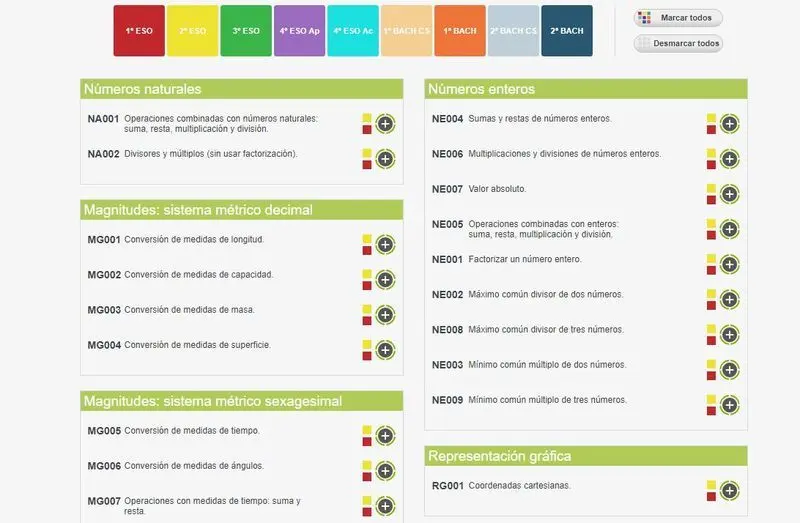 1º ESO
2º ESO
3º ESO
4º ESO Ap
4º ESO Ac
1º BACH CS
1º BACH
2º BACH CS
2º BACH
Marcar todos
Desmarcar todos
Números naturales
NA001 Operaciones combinadas con números naturales:
suma, resta, multiplicación y división.
NA002 Divisores y múltiplos (sin usar factorización).
Magnitudes: sistema métrico decimal
MG001 Conversión de medidas de longitud.
MG002 Conversión de medidas de capacidad.
MG003 Conversión de medidas de masa.
MG004 Conversión de medidas de superficie.
Magnitudes: sistema métrico sexagesimal
MG005 Conversión de medidas de tiempo.
MG006 Conversión de medidas de ángulos.
MG007 Operaciones con medidas de tiempo: suma y
resta.
Números enteros
NE004 Sumas y restas de números enteros.
NE006 Multiplicaciones y divisiones de números enteros.
NE007 Valor absoluto.
NE005 Operaciones combinadas con enteros:
suma, resta, multiplicación y división.
NE001 Factorizar un número entero.
NE002 Máximo común divisor de dos números.
NE008 Máximo común divisor de tres números.
NE003 Mínimo común múltiplo de dos números.
NE009 Mínimo común múltiplo de tres números.
Representación gráfica
RG001 Coordenadas cartesianas.